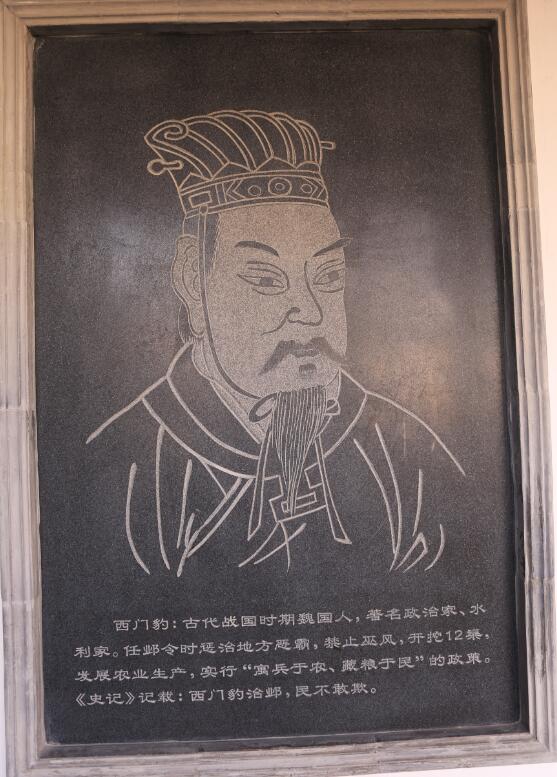 西门豹：古代战国时期魏国人，著名政治家、水
利家。任邺令时惩治地方恶霸，禁止巫风，开挖12渠，
发展农业生产，实行“寓兵于农、藏粮于民”的政策。
《史记》记载：西门豹治邺，民不敢欺。